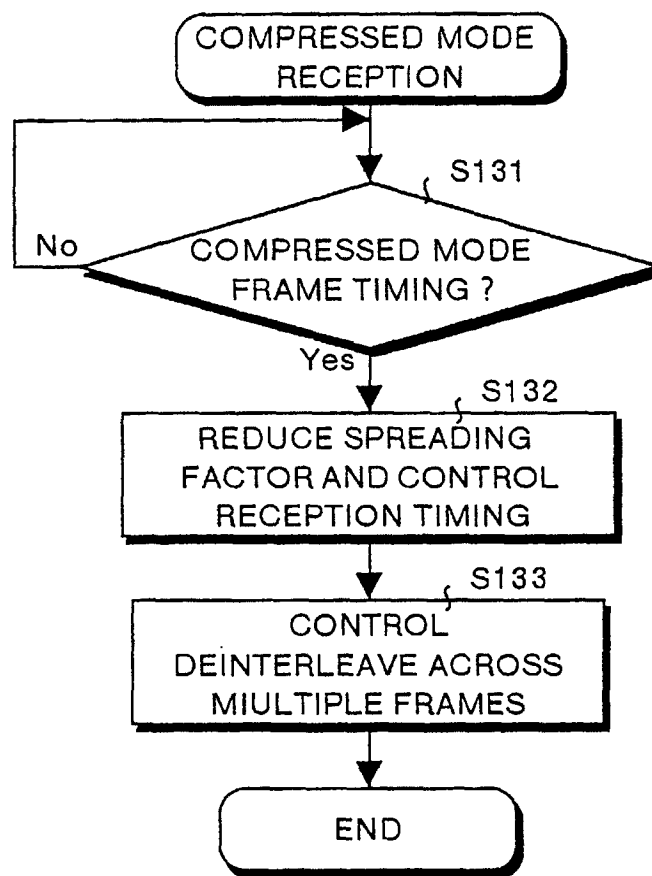 COMPRESSED MODE
RECEPTION
S131
No
COMPRESSED MODE
FRAME TIMING ?
Yes
S132
REDUCE SPREADING
FACTOR AND CONTROL
RECEPTION TIMING
S133
CONTROL
DEINTERLEAVE ACROSS
MIULTIPLE FRAMES
END